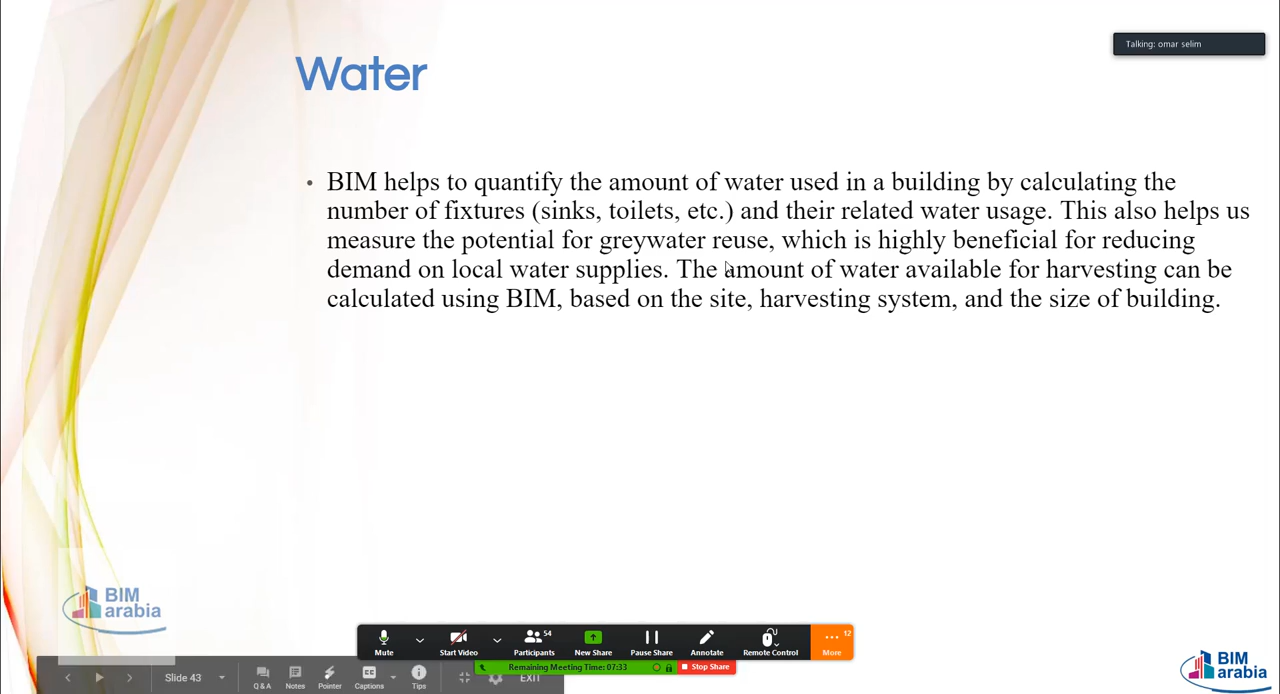 Talking: omar selim
Water
• BIM helps to quantify the amount of water used in a building by calculating the
number of fixtures (sinks, toilets, etc.) and their related water usage. This also helps us
measure the potential for greywater reuse, which is highly beneficial for reducing
demand on local water supplies. The amount of water available for harvesting can be
calculated using BIM, based on the site, harvesting system, and the size of building.
BIM
arabia
54
12
Mute
Start Video
Participants
New Share
Pause Share
Annotate
Remote Control
More
Remaining Meeting Time: 07:33
Stop Share
Slide 43
Q & A
Notes
Pointer
Captions
Tips
EXIT
BIM
arabia